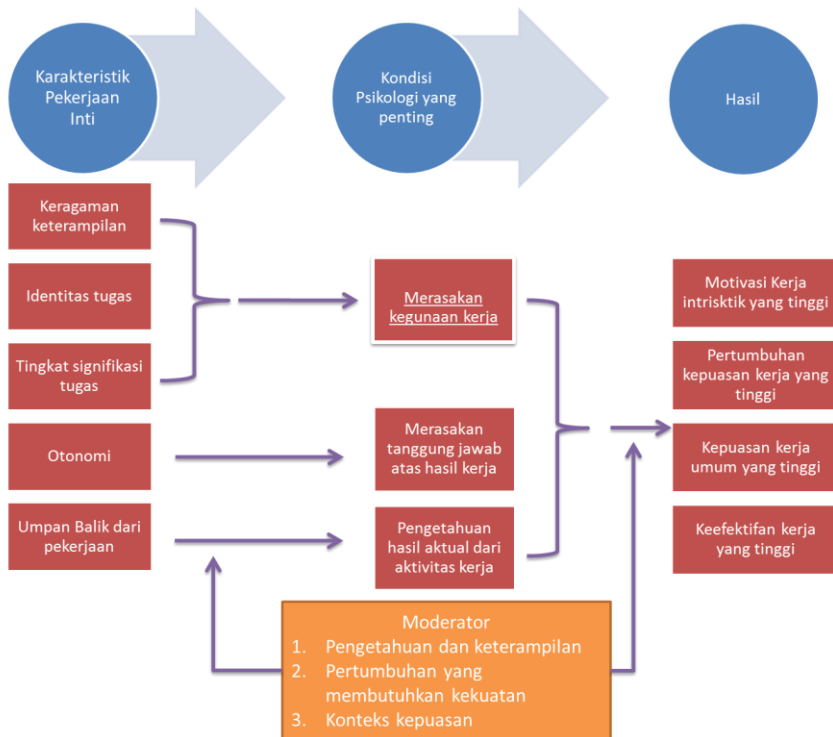 Karakteristik
Pekerjaan
Inti
Kondisi
Psikologi yang
penting
Hasil
Keragaman
keterampilan
Identitas tugas
Tingkat signifikasi
tugas
Otonomi
Umpan Balik dari
pekerjaan
Merasakan
kegunaan kerja
Merasakan
tanggung jawab
atas hasil kerja
Pengetahuan
hasil aktual dari
aktivitas kerja
Motivasi Kerja
intrisktik yang tinggi
Pertumbuhan
kepuasan kerja yang
tinggi
Kepuasan kerja
umum yang tinggi
Keefektifan kerja
yang tinggi
Moderator
1. Pengetahuan dan keterampilan
2. Pertumbuhan yang
membutuhkan kekuatan
3. Konteks kepuasan